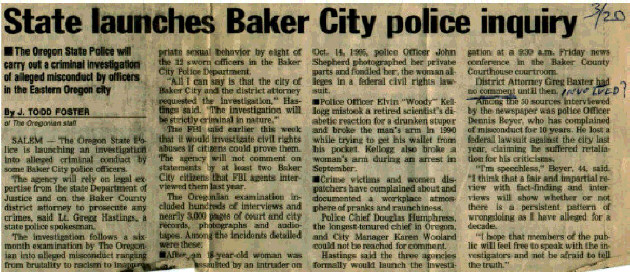 State launches Baker City police inquiry
3/20
■ The Oregon State Police will
carry out a criminal investigation
of alleged misconduct by officers
in the Eastern Oregon city
By J. TODD FOSTER
of The Oregonian staff
SALEM — The Oregon State Po-
lice is launching an investigation
into alleged criminal conduct by
some Baker City police officers.
The agency will rely on legal ex-
pertise from the state Department of
Justice and on the Baker County
district attorney to prosecute any
crimes, said Lt. Gregg Hastings, a
state police spokesman.
The investigation follows a six
month examination by The Oregon-
ian into alleged misconduct ranging
from brutality to racism to
priate sexual behavior by eight of
the 22 sworn officers in the Baker
City Police Department.
"All I can say is that the city of
Baker City and the district attorney
requested the investigation," Has-
tings said. "The investigation will
be strictly criminal in nature."
The FBI said earlier this week
that it would investigate civil rights
abuses if citizens could prove them.
The agency will not comment on
statements by at least two Baker
City citizens that FBI agents inter-
viewed them last year.
The Oregonian examination in-
cluded hundreds of interviews and
nearly 3,000 pages of court and city
records, photographs and audio-
tapes. Among the incidents detailed
were these:
■ After an 18-year-old woman was
assaulted by an intruder on
Oct. 14, 1995, police Officer John
Shepherd photographed her private
parts and fondled her, the woman al-
leges in a federal civil rights law-
suit.
■ Police Officer Elvin "Woody" Kel-
logg mistook a retired scientist's di-
abetic reaction for a drunken stupor
and broke the man's arm in 1990
while trying to get his wallet from
his pocket. Kellogg also broke a
woman's arm during an arrest in
September.
■ Crime victims and women dis-
patchers have complained about and
documented a workplace atmos-
phere of pranks and raunchiness.
Police Chief Douglas Humphress,
the longest-tenured chief in Oregon,
and City Manager Karen Woolard
could not be reached for comment.
Hastings said the three agencies
formally would launch the investi-
gation at a 9:30 a.m. Friday news
conference in the Baker County
Courthouse courtroom.
District Attorney Greg Baxter had
no comment until then. INVOLVED?
Among the 50 sources interviewed
by the newspaper was police Officer
Dennis Beyer, who has complained
of misconduct for 10 years. He lost a
federal lawsuit against the city last
year, claiming he suffered retalia-
tion for his criticisms.
"I'm speechless," Beyer, 44, said.
"I think that a fair and impartial re-
view with fact-finding and inter-
views will show whether or not
there is a persistent pattern of
wrongdoing as I have alleged for a
decade.
"I hope that members of the pub-
lic will feel free to speak with the in-
vestigators and not be afraid to tell
the truth."